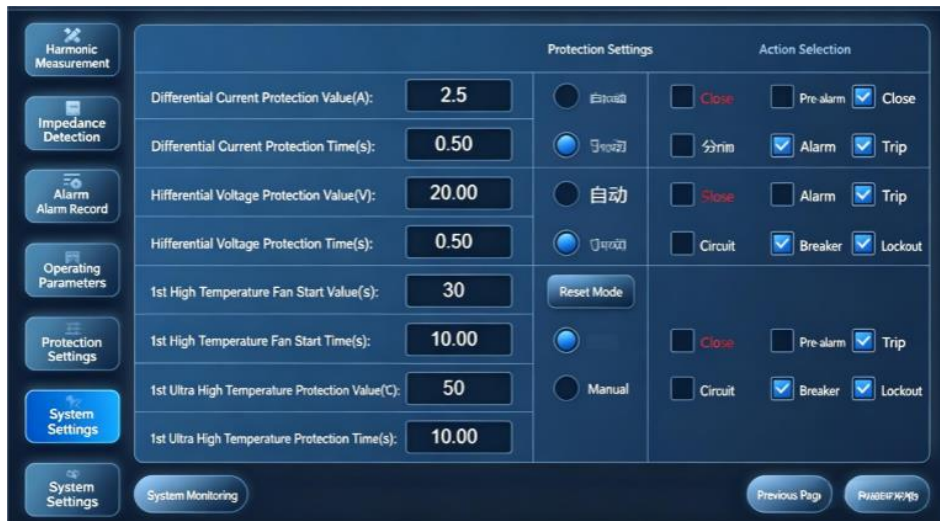 Harmonic
Measurement
Impedance
Detection
Alarm
Alarm Record
Operating
Parameters
Protection
Settings
System
Settings
System
Settings
Protection Settings
Action Selection
Differential Current Protection Value(A):
2.5
Close
Pre-alarm
Close
Differential Current Protection Time(s):
0.50
Alarm
Trip
Hifferential Voltage Protection Value(V):
20.00
自动
Slose
Alarm
Trip
Hifferential Voltage Protection Time(s):
0.50
Circuit
Breaker
Lockout
1st High Temperature Fan Start Value(s):
30
Reset Mode
1st High Temperature Fan Start Time(s):
10.00
Close
Pre-alarm
Trip
1st Ultra High Temperature Protection Value(℃):
50
Manual
Circuit
Breaker
Lockout
1st Ultra High Temperature Protection Time(s):
10.00
System Monitoring
Previous Page